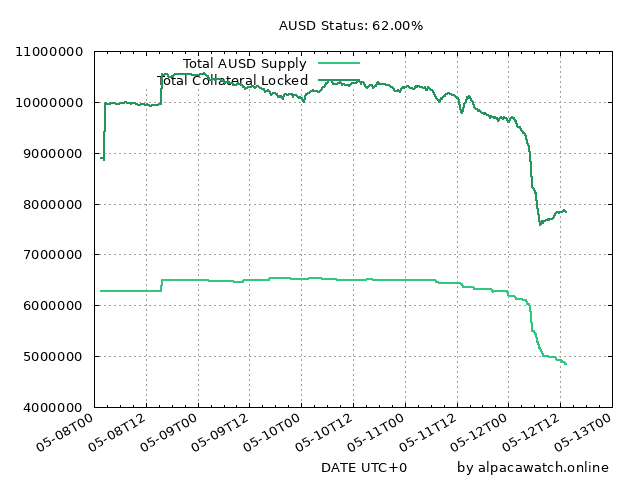 AUSD Status: 62.00%
11000000
Total AUSD Supply
Total Collateral Locked
10000000
9000000
8000000
7000000
6000000
5000000
4000000
05-08T00 05-08T12 05-09T00 05-09T12 05-10T00 05-10T12 05-11T00 05-11T12 05-12T00 05-12T12 05-13T00
DATE UTC+0 by alpacawatch.online